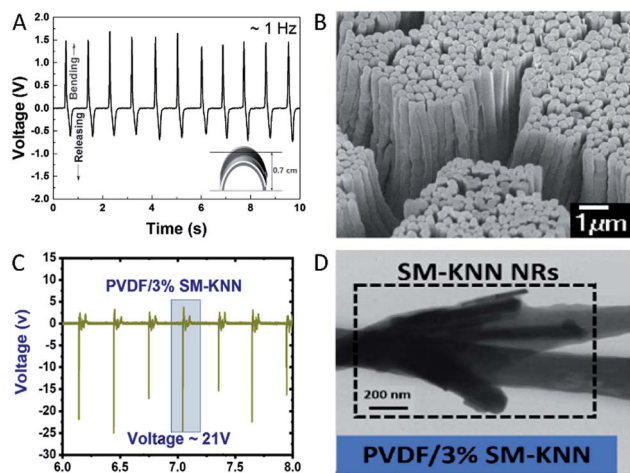 A
~ 1 Hz
2.0
1.5
1.0
0.5
0.0
-0.5
-1.0
-1.5
-2.0
Voltage (V)
Bending
Releasing
0.7 cm
0 2 4 6 8 10
Time (s)
B
1μm
C
PVDF/3% SM-KNN
15
10
5
0
-5
-10
-15
-20
-25
-30
Voltage (v)
Voltage ~ 21V
6.0 6.5 7.0 7.5 8.0
D
SM-KNN NRs
200 nm
PVDF/3% SM-KNN